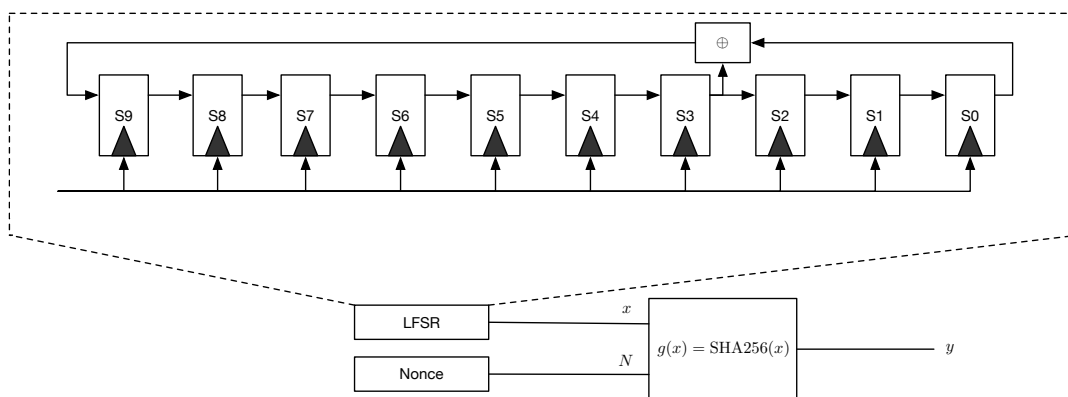 ⊕
S9 S8 S7 S6 S5 S4 S3 S2 S1 S0
LFSR
x
g(x) = SHA256(x)
y
Nonce
N